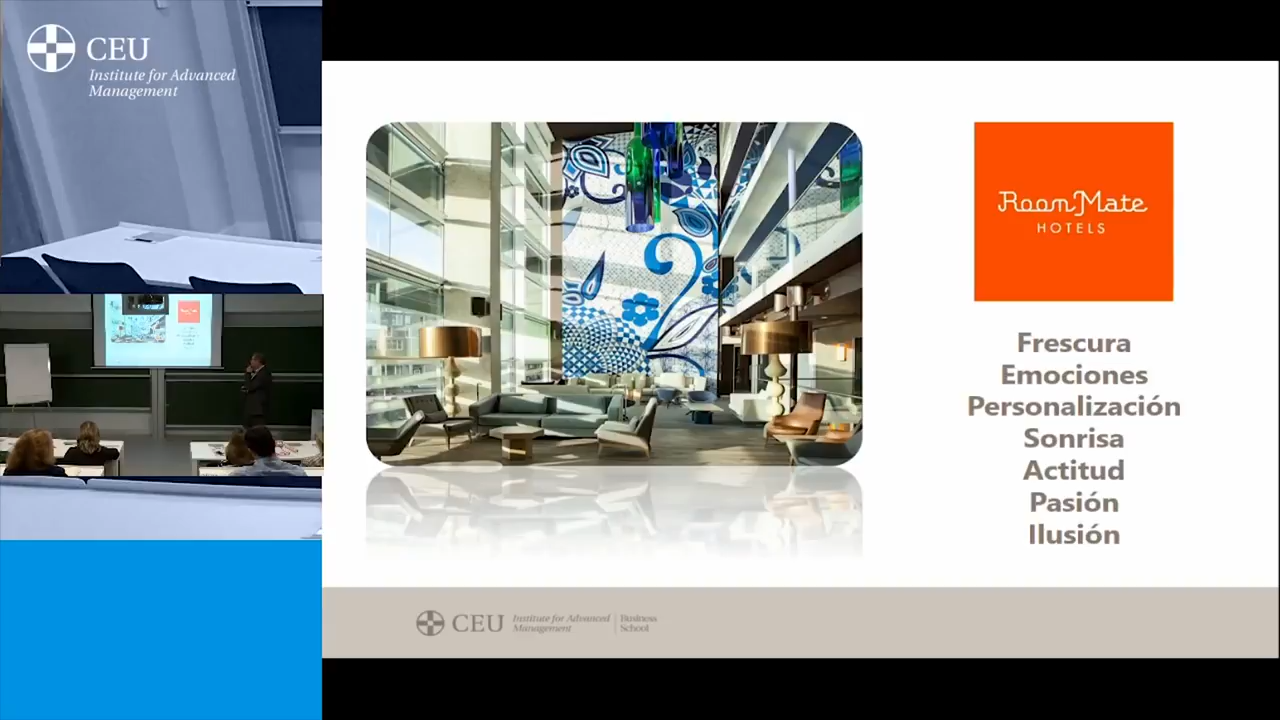 CEU
Institute for Advanced
Management
Room Mate
HOTELS
Frescura
Emociones
Personalización
Sonrisa
Actitud
Pasión
Ilusión
CEU
Institute for Advanced
Management
Business
School